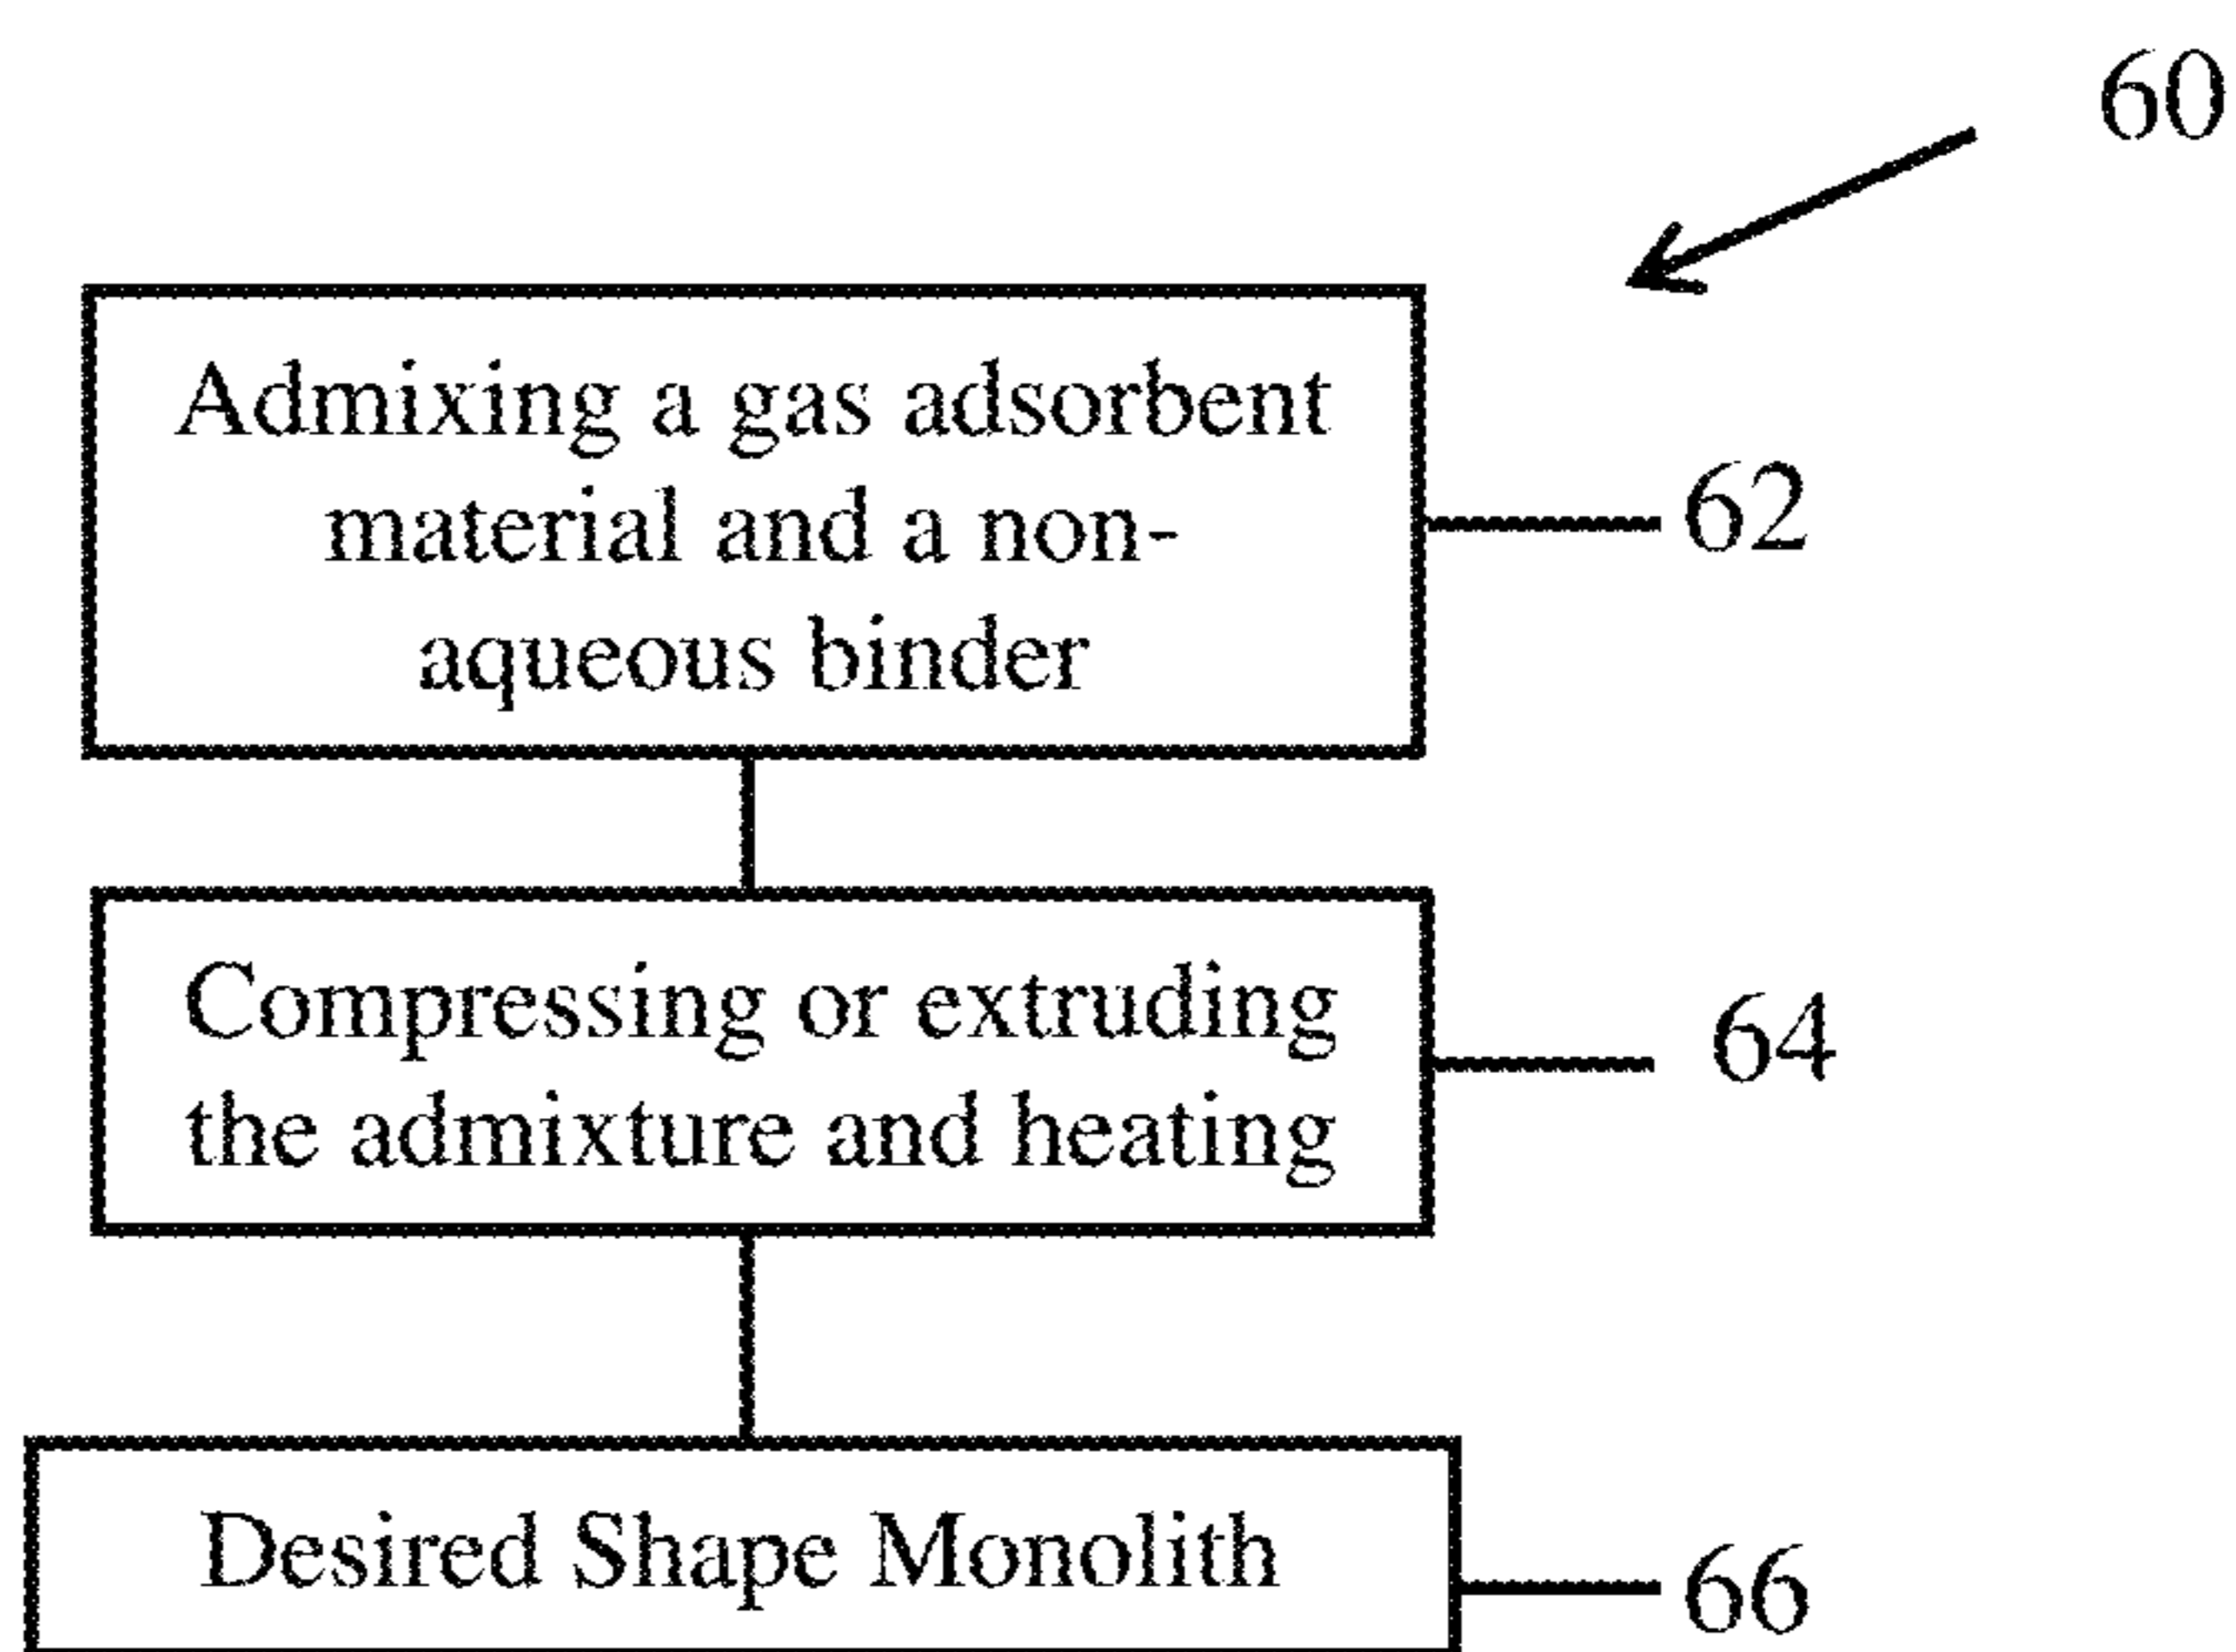 60
Admixing a gas adsorbent
material and a non-
aqueous binder
62
Compressing or extruding
the admixture and heating
64
Desired Shape Monolith
66